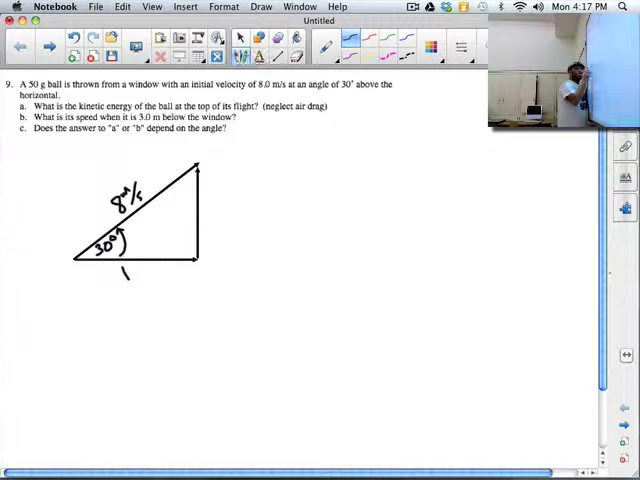 Notebook File Edit View Insert Format Table Draw Window Help
Mon 4:17 PM
Untitled
9. A 50 g ball is thrown from a window with an initial velocity of 8.0 m/s at an angle of 30° above the
horizontal.
a. What is the kinetic energy of the ball at the top of its flight? (neglect air drag)
b. What is its speed when it is 3.0 m below the window?
c. Does the answer to "a" or "b" depend on the angle?
8 m/s
30°